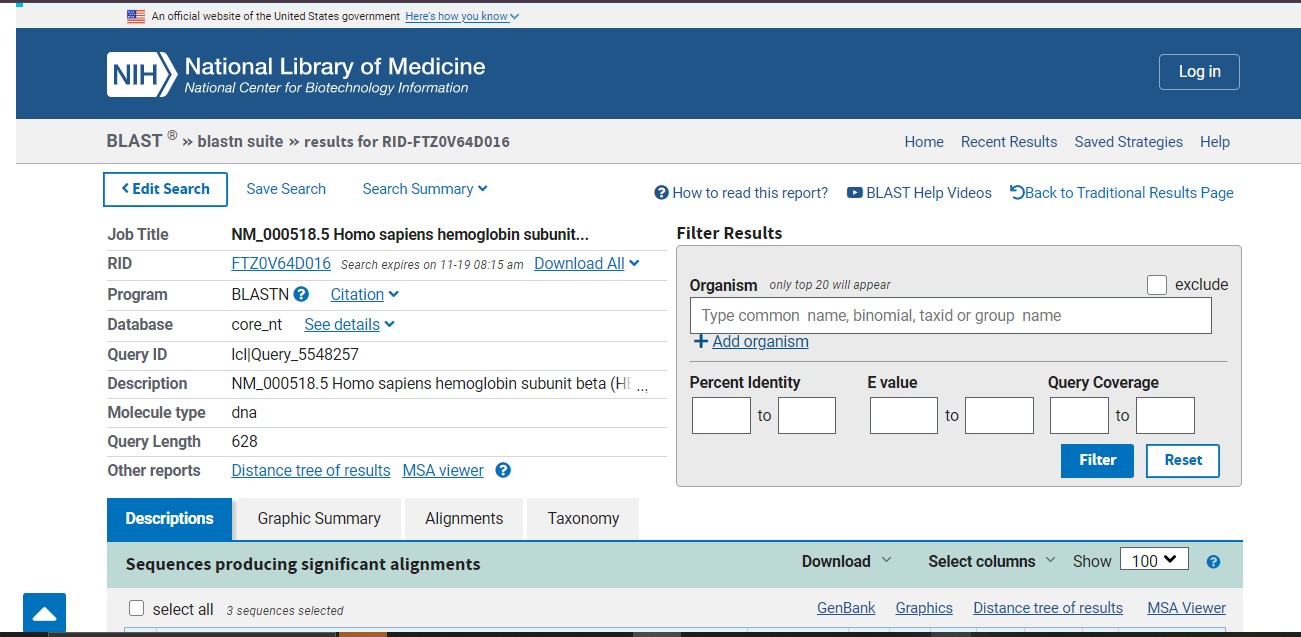 An official website of the United States government Here's how you know
NIH National Library of Medicine
National Center for Biotechnology Information
Log in
BLAST ® » blastn suite » results for RID-FTZ0V64D016
Home Recent Results Saved Strategies Help
Edit Search Save Search Search Summary
How to read this report? BLAST Help Videos Back to Traditional Results Page
Job Title NM_000518.5 Homo sapiens hemoglobin subunit...
RID FTZ0V64D016 Search expires on 11-19 08:15 am Download All
Program BLASTN Citation
Database core_nt See details
Query ID lcl|Query_5548257
Description NM_000518.5 Homo sapiens hemoglobin subunit beta (HB ...
Molecule type dna
Query Length 628
Other reports Distance tree of results MSA viewer
Filter Results
Organism only top 20 will appear exclude
Type common name, binomial, taxid or group name
+ Add organism
Percent Identity E value Query Coverage
to to to
Filter Reset
Descriptions Graphic Summary Alignments Taxonomy
Sequences producing significant alignments Download Select columns Show 100
select all 3 sequences selected GenBank Graphics Distance tree of results MSA Viewer